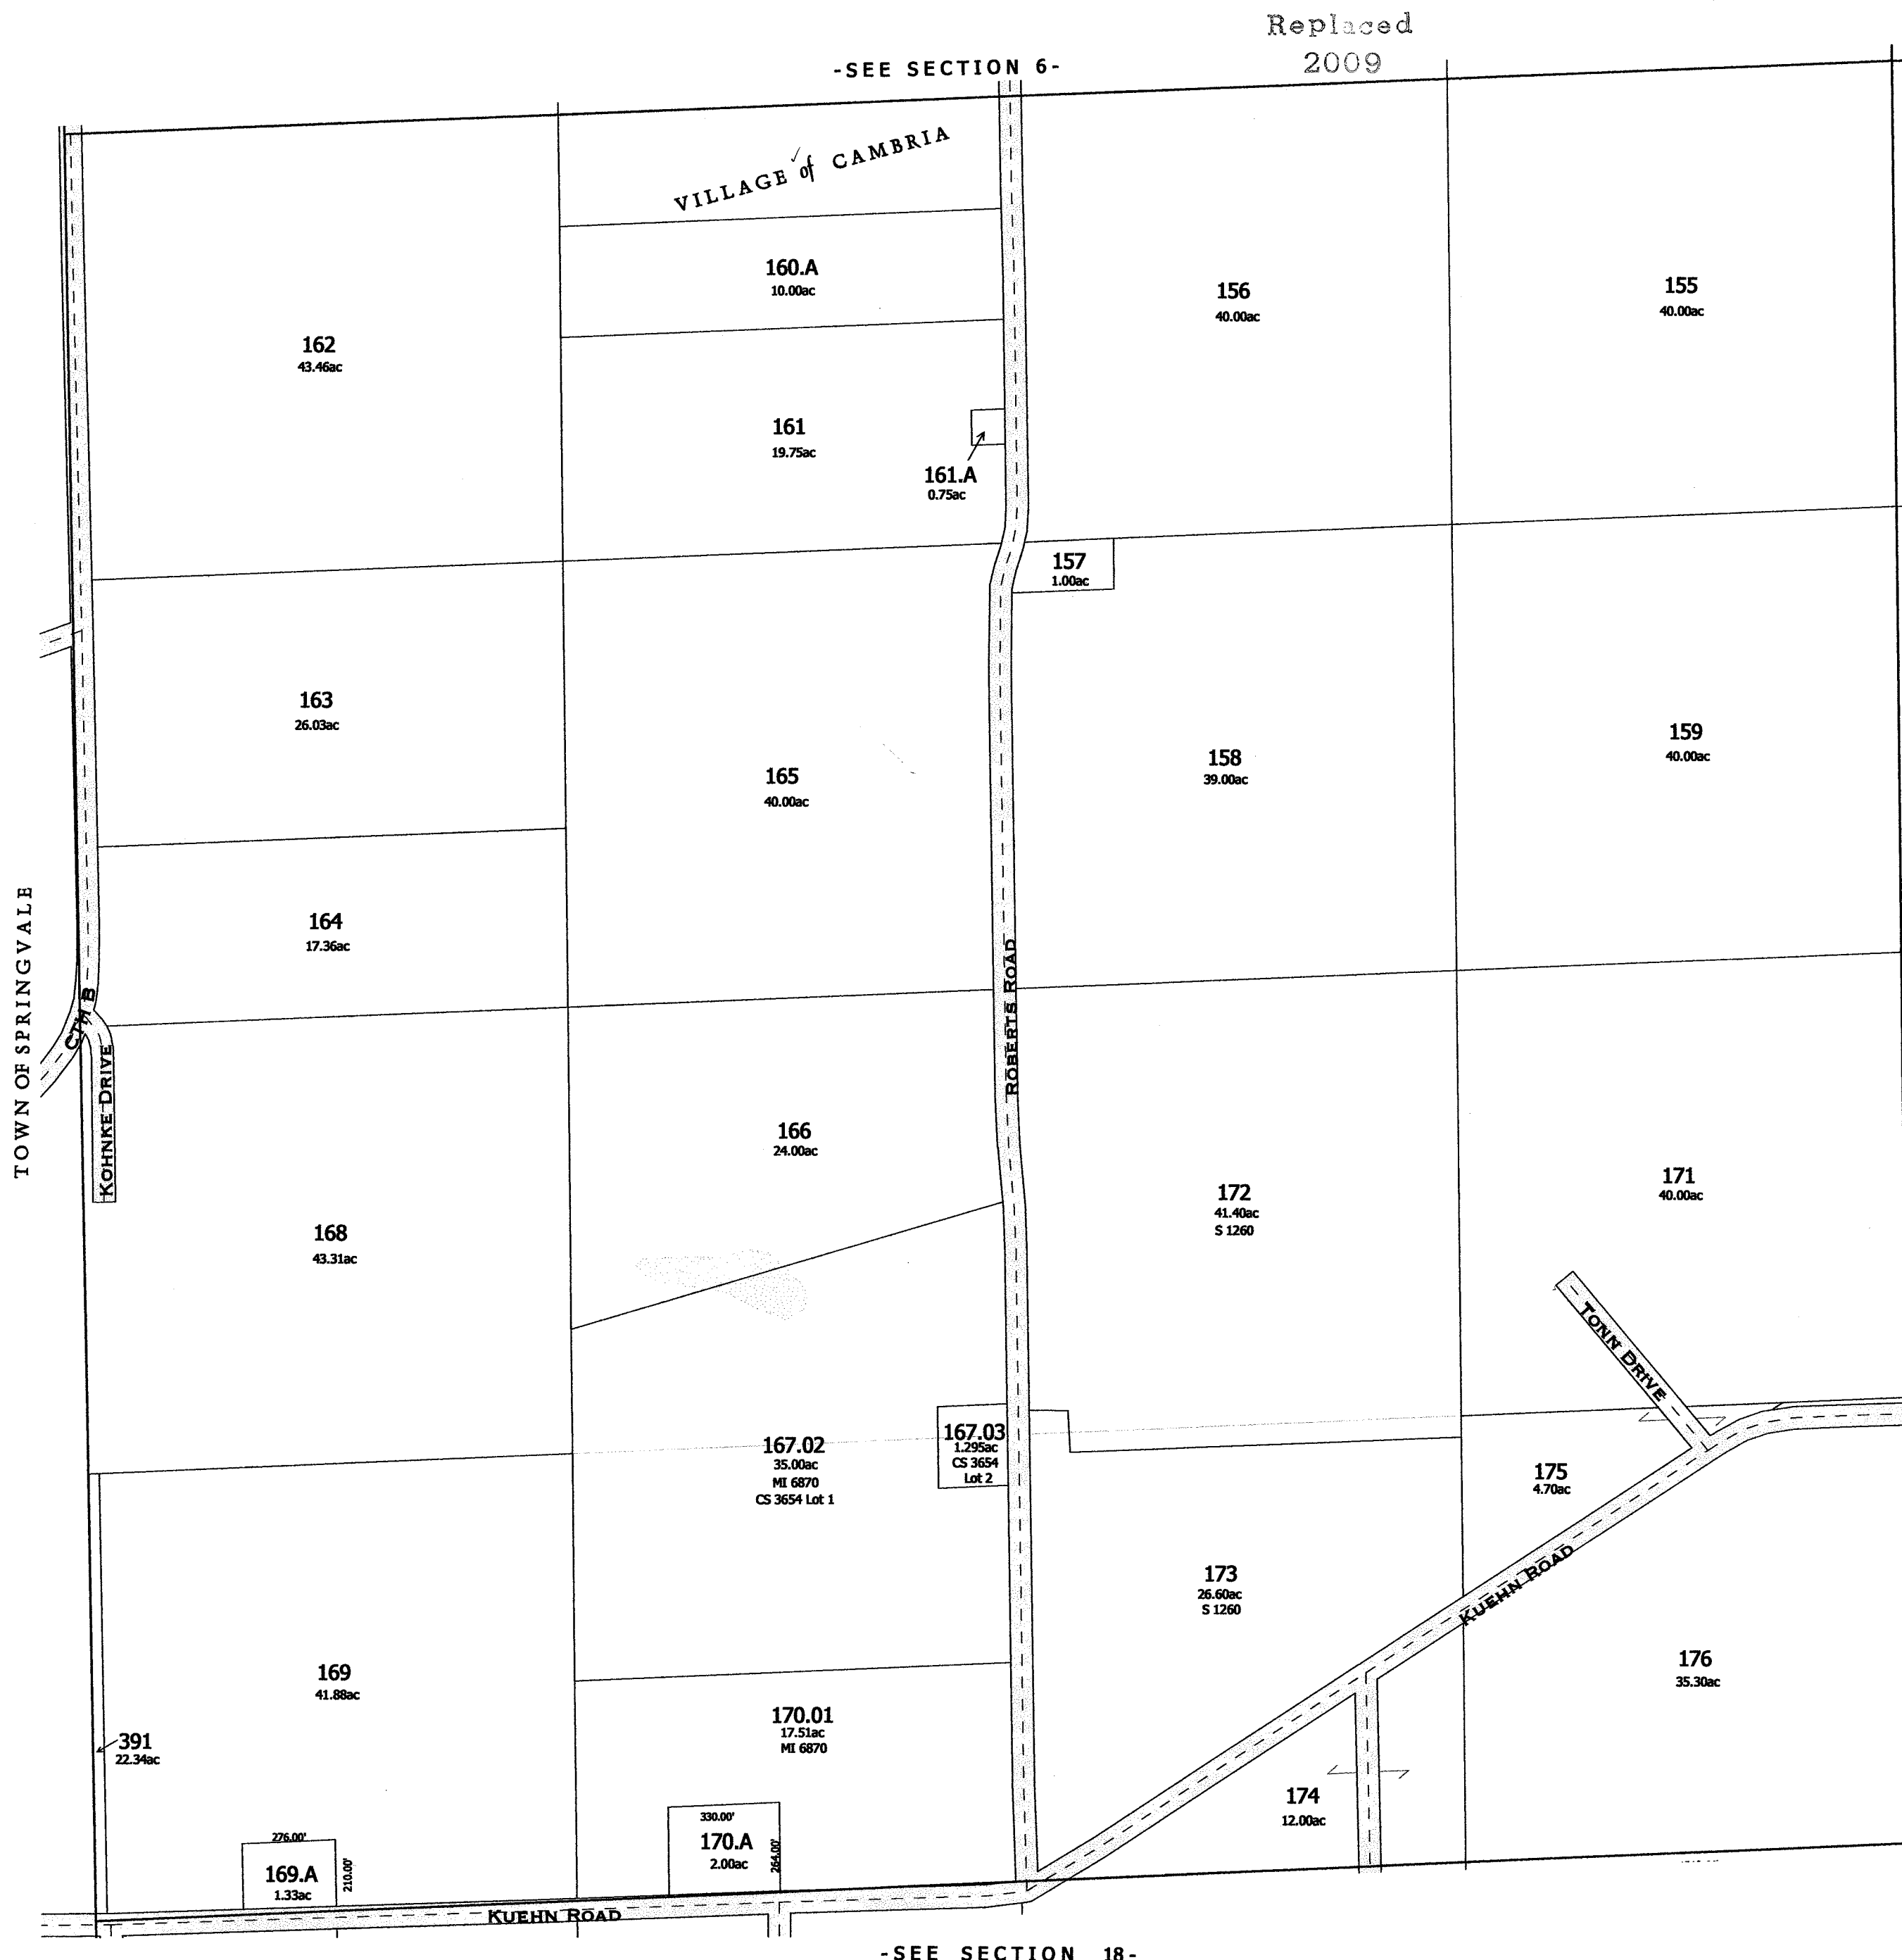 Replaced
2009
-SEE SECTION 6-
VILLAGE of CAMBRIA
160.A
10.00ac
156
40.00ac
155
40.00ac
162
43.46ac
161
19.75ac
161.A
0.75ac
157
1.00ac
163
26.03ac
165
40.00ac
158
39.00ac
159
40.00ac
164
17.36ac
TOWN OF SPRINGVALE
CTH B
KOHNKE DRIVE
ROBERTS ROAD
166
24.00ac
172
41.40ac
S 1260
171
40.00ac
168
43.31ac
TONN DRIVE
167.02
35.00ac
MI 6870
CS 3654 Lot 1
167.03
1.295ac
CS 3654
Lot 2
175
4.70ac
173
26.60ac
S 1260
KUEHN ROAD
169
41.88ac
176
35.30ac
170.01
17.51ac
MI 6870
391
22.34ac
174
12.00ac
330.00'
170.A
2.00ac
264.00'
276.00'
169.A
1.33ac
210.00'
KUEHN ROAD
-SEE SECTION 18-